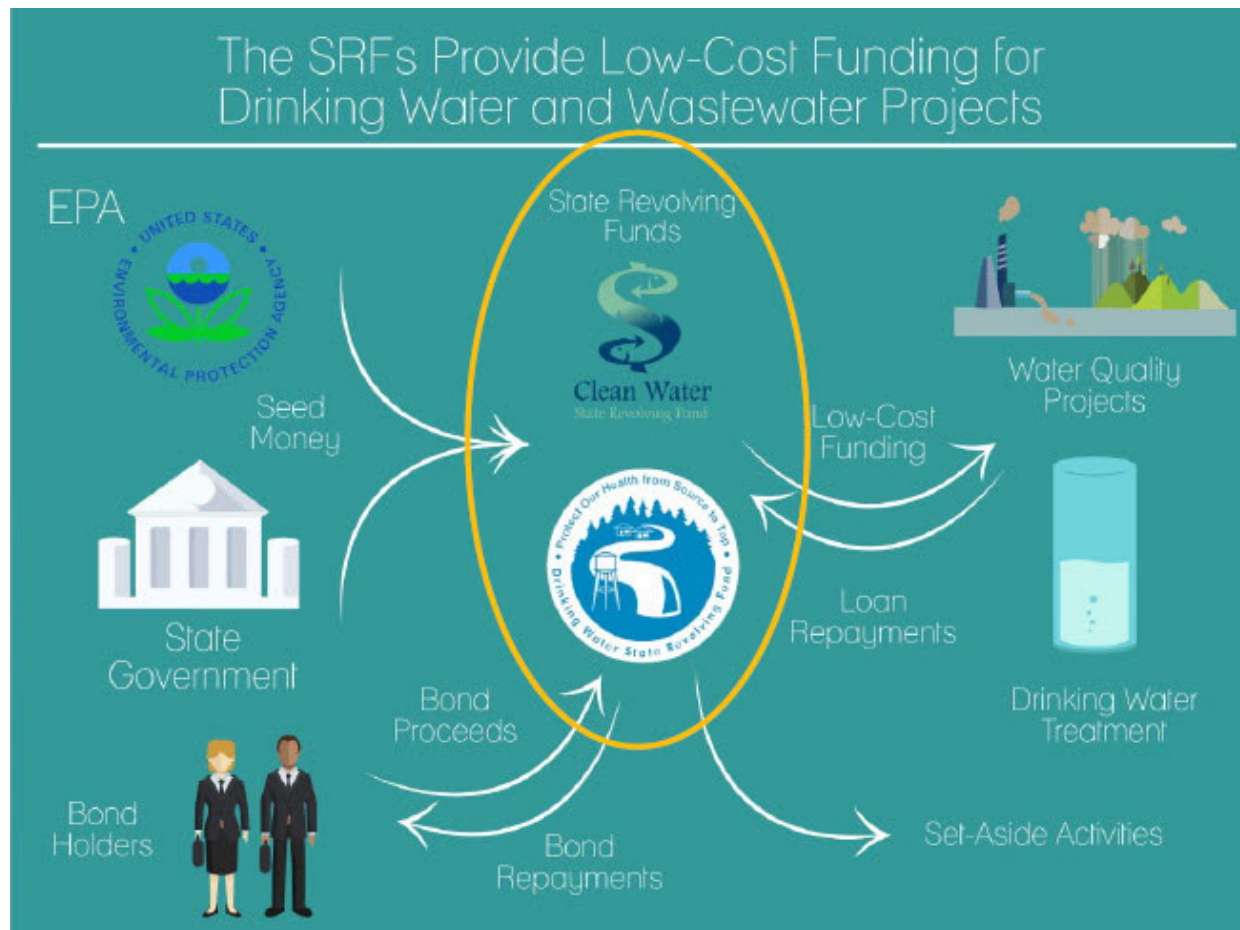 The SRFs Provide Low-Cost Funding for
Drinking Water and Wastewater Projects
EPA
UNITED STATES
ENVIRONMENTAL PROTECTION AGENCY
Seed
Money
State
Government
Bond
Holders
Bond
Proceeds
Bond
Repayments
State Revolving
Funds
Clean Water
State Revolving Fund
Protect Our Health from Source to Tap
Drinking Water State Revolving Fund
Low-Cost
Funding
Loan
Repayments
Water Quality
Projects
Drinking Water
Treatment
Set-Aside Activities